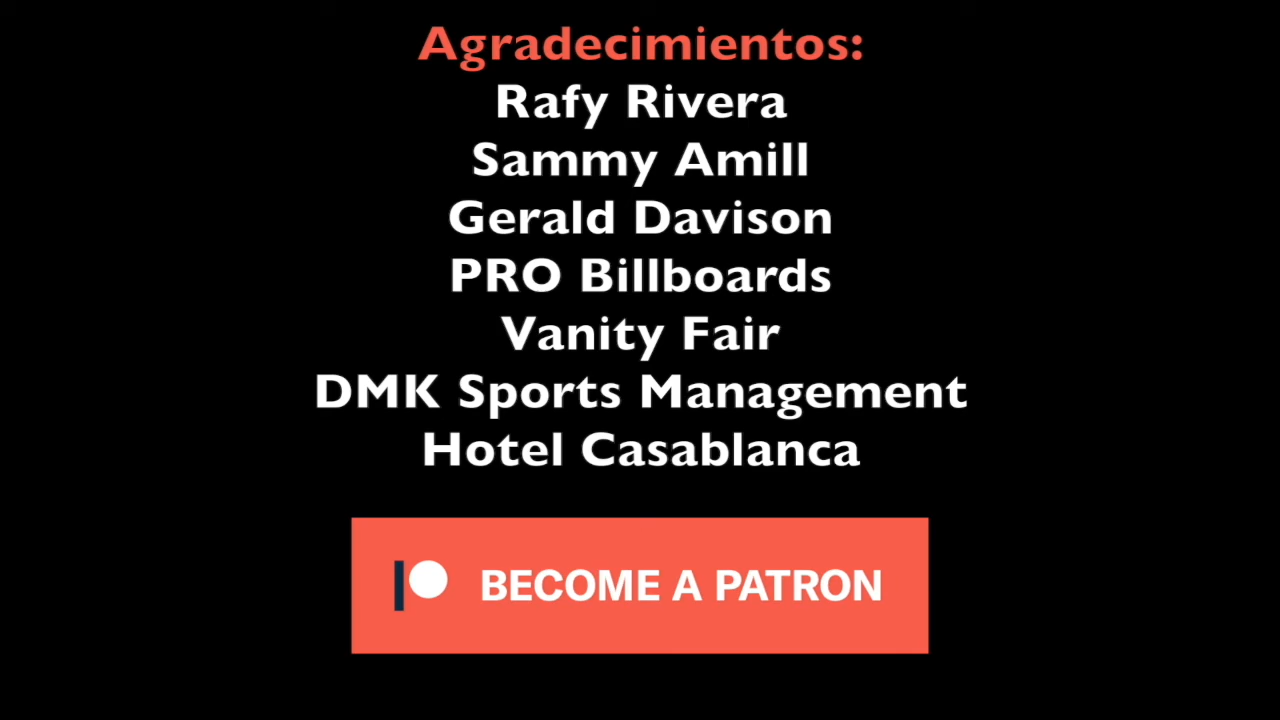 Agradecimientos:
Rafy Rivera
Sammy Amill
Gerald Davison
PRO Billboards
Vanity Fair
DMK Sports Management
Hotel Casablanca
BECOME A PATRON